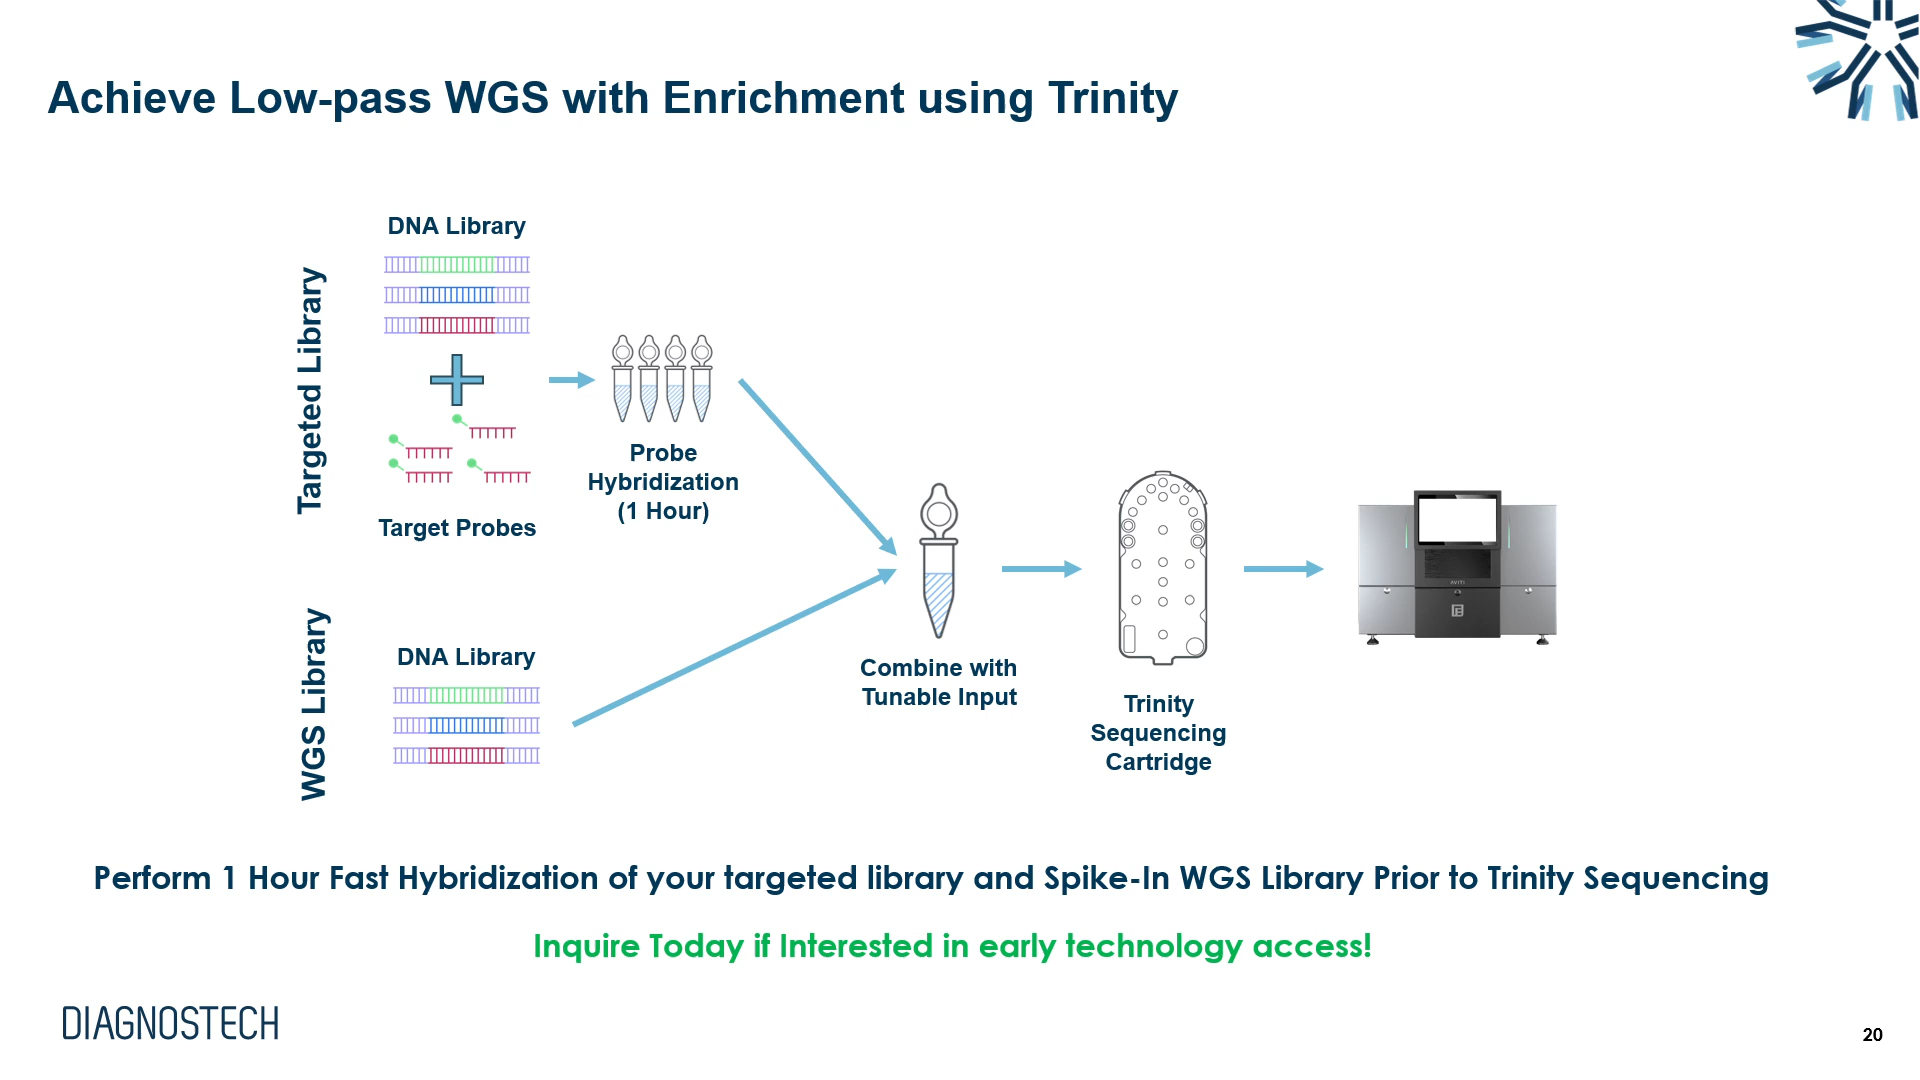 Achieve Low-pass WGS with Enrichment using Trinity
Targeted Library
DNA Library
Target Probes
Probe
Hybridization
(1 Hour)
WGS Library
DNA Library
Combine with
Tunable Input
Trinity
Sequencing
Cartridge
AVITI
Perform 1 Hour Fast Hybridization of your targeted library and Spike-In WGS Library Prior to Trinity Sequencing
Inquire Today if Interested in early technology access!
DIAGNOSTECH
20